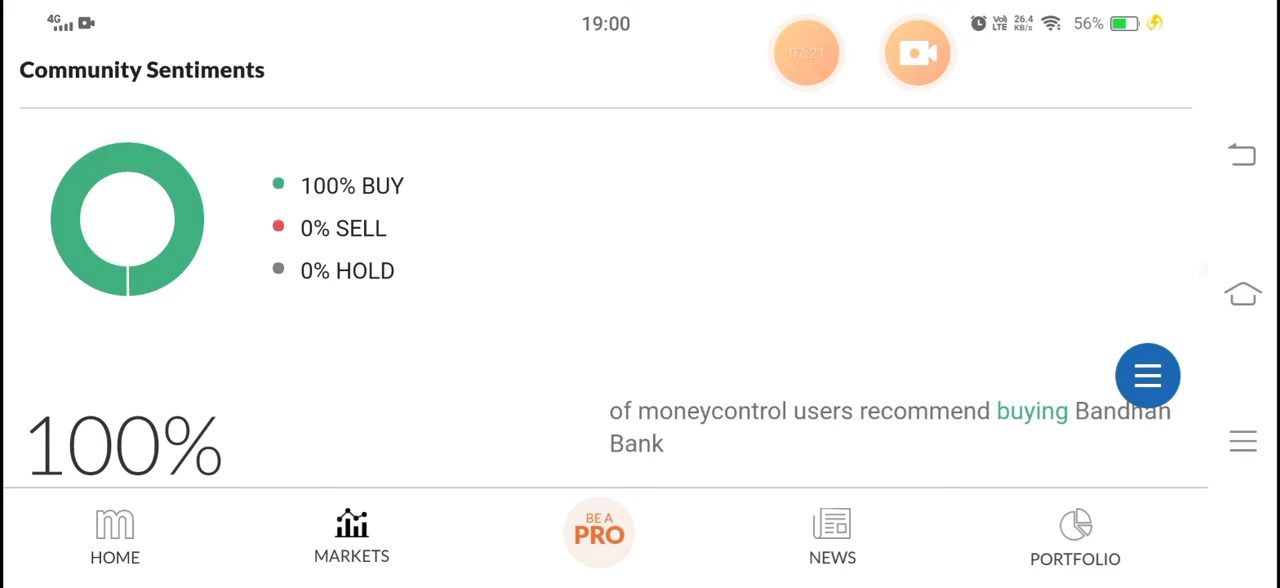 4G 19:00 07:21 Vo) LTE 26.4 KB/s 56%
Community Sentiments
100% BUY
0% SELL
0% HOLD
100%
of moneycontrol users recommend buying Bandhan
Bank
m
HOME
MARKETS
BE A
PRO
NEWS
PORTFOLIO